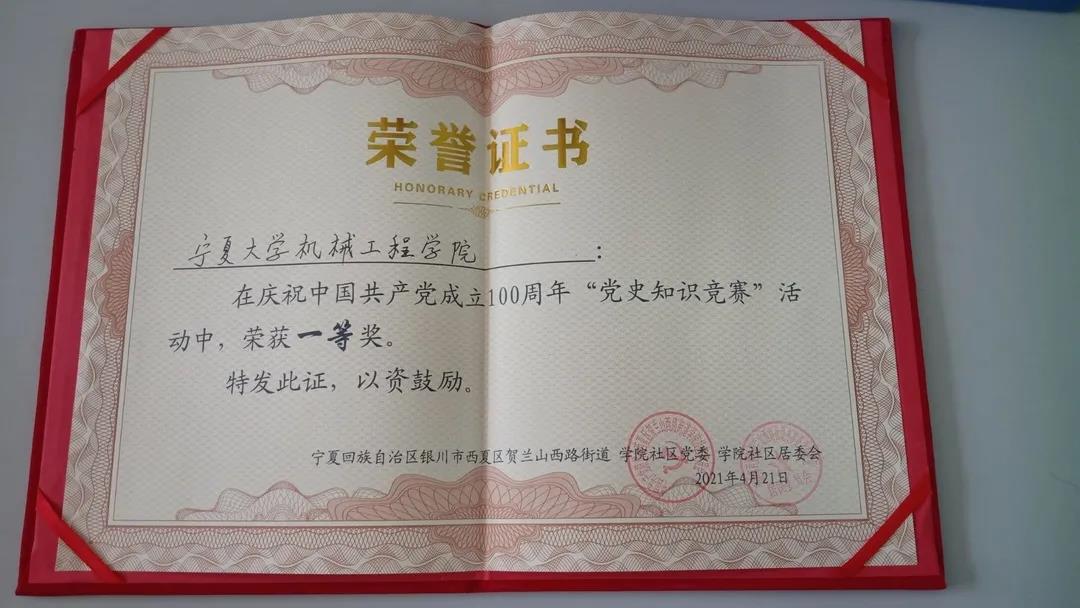 荣誉证书
HONORARY CREDENTIAL
宁夏大学机械工程学院：
在庆祝中国共产党成立100周年“党史知识竞赛”活
动中，荣获一等奖。
特发此证，以资鼓励。
宁夏回族自治区银川市西夏区贺兰山西路街道 学院社区党委 学院社区居委会
2021年4月21日